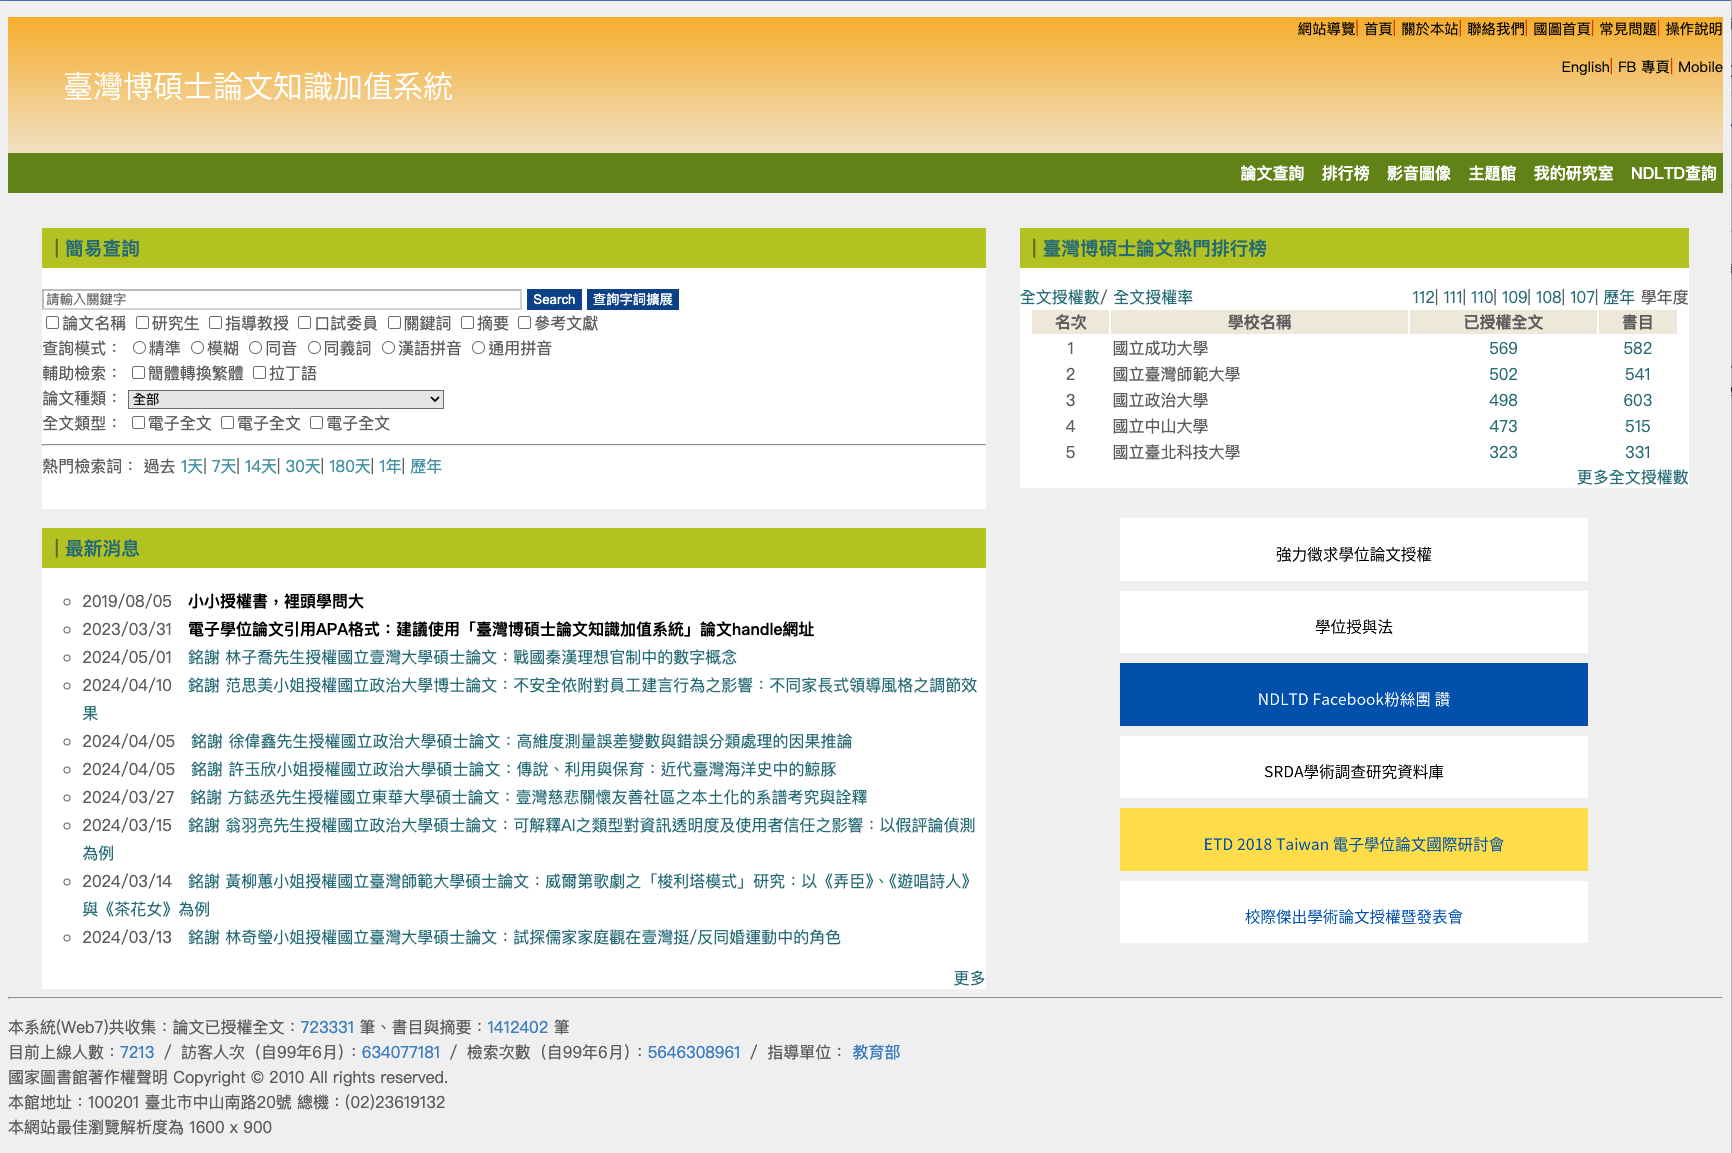 網站導覽| 首頁| 關於本站| 聯絡我們| 國圖首頁| 常見問題| 操作說明
English| FB 專頁| Mobile
臺灣博碩士論文知識加值系統
論文查詢 排行榜 影音圖像 主題館 我的研究室 NDLTD查詢
| 簡易查詢
請輸入關鍵字 Search 查詢字詞擴展
論文名稱 研究生 指導教授 口試委員 關鍵詞 摘要 參考文獻
查詢模式： 精準 模糊 同音 同義詞 漢語拼音 通用拼音
輔助檢索： 簡體轉換繁體 拉丁語
論文種類： 全部
全文類型： 電子全文 電子全文 電子全文
熱門檢索詞： 過去 1天| 7天| 14天| 30天| 180天| 1年| 歷年
| 最新消息
2019/08/05 小小授權書，裡頭學問大
2023/03/31 電子學位論文引用APA格式：建議使用「臺灣博碩士論文知識加值系統」論文handle網址
2024/05/01 銘謝 林子喬先生授權國立臺灣大學碩士論文：戰國秦漢理想官制中的數字概念
2024/04/10 銘謝 范思美小姐授權國立政治大學博士論文：不安全依附對員工建言行為之影響：不同家長式領導風格之調節效
果
2024/04/05 銘謝 徐偉鑫先生授權國立政治大學碩士論文：高維度測量誤差變數與錯誤分類處理的因果推論
2024/04/05 銘謝 許玉欣小姐授權國立政治大學碩士論文：傳說、利用與保育：近代臺灣海洋史中的鯨豚
2024/03/27 銘謝 方鋕丞先生授權國立東華大學碩士論文：臺灣慈悲關懷友善社區之本土化的系譜考究與詮釋
2024/03/15 銘謝 翁羽亮先生授權國立政治大學碩士論文：可解釋AI之類型對資訊透明度及使用者信任之影響：以假評論偵測
為例
2024/03/14 銘謝 黃柳蕙小姐授權國立臺灣師範大學碩士論文：威爾第歌劇之「梭利塔模式」研究：以《弄臣》、《遊唱詩人》
與《茶花女》為例
2024/03/13 銘謝 林奇瑩小姐授權國立臺灣大學碩士論文：試探儒家家庭觀在臺灣挺/反同婚運動中的角色
更多
| 臺灣博碩士論文熱門排行榜
全文授權數/ 全文授權率 112| 111| 110| 109| 108| 107| 歷年 學年度
名次 學校名稱 已授權全文 書目
1 國立成功大學 569 582
2 國立臺灣師範大學 502 541
3 國立政治大學 498 603
4 國立中山大學 473 515
5 國立臺北科技大學 323 331
更多全文授權數
強力徵求學位論文授權
學位授與法
NDLTD Facebook粉絲團 讚
SRDA學術調查研究資料庫
ETD 2018 Taiwan 電子學位論文國際研討會
校際傑出學術論文授權暨發表會
本系統(Web7)共收集：論文已授權全文：723331 筆、書目與摘要：1412402 筆
目前上線人數：7213 / 訪客人次（自99年6月)：634077181 / 檢索次數（自99年6月)：5646308961 / 指導單位： 教育部
國家圖書館著作權聲明 Copyright © 2010 All rights reserved.
本館地址：100201 臺北市中山南路20號 總機：(02)23619132
本網站最佳瀏覽解析度為 1600 x 900